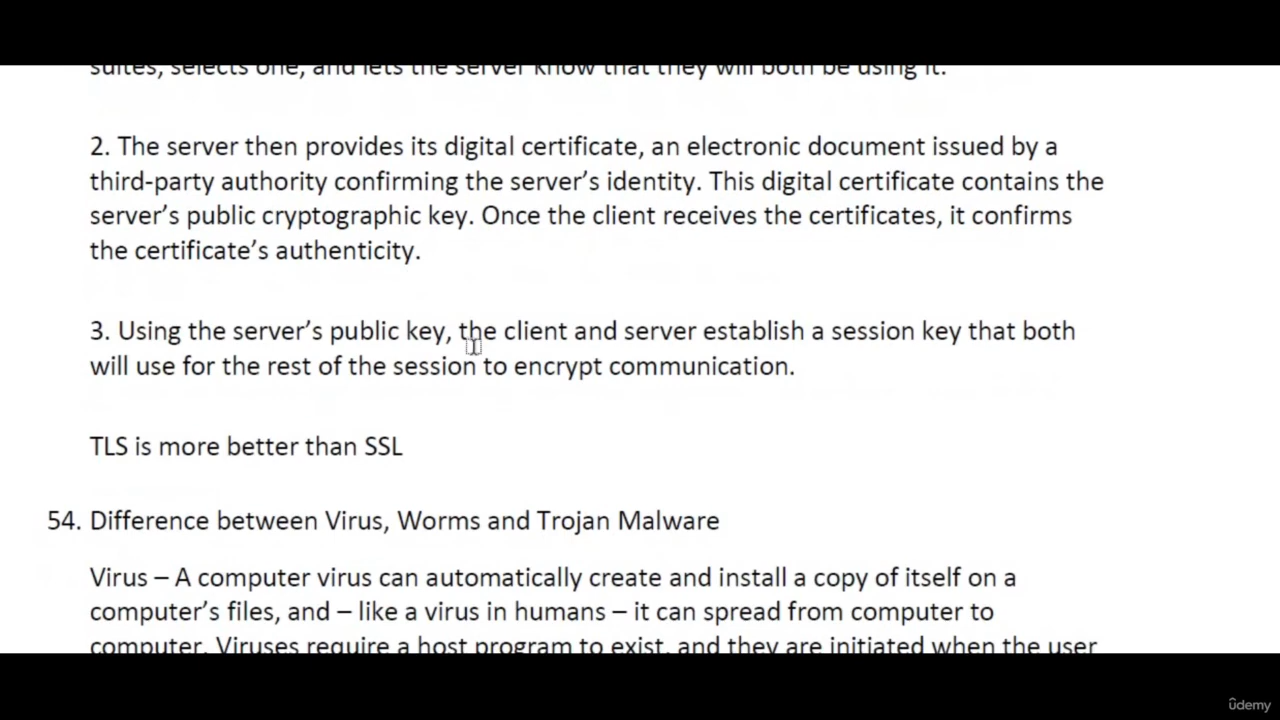 suites, selects one, and lets the server know that they will both be using it.
2. The server then provides its digital certificate, an electronic document issued by a
third-party authority confirming the server's identity. This digital certificate contains the
server's public cryptographic key. Once the client receives the certificates, it confirms
the certificate's authenticity.
3. Using the server's public key, the client and server establish a session key that both
will use for the rest of the session to encrypt communication.
TLS is more better than SSL
54. Difference between Virus, Worms and Trojan Malware
Virus – A computer virus can automatically create and install a copy of itself on a
computer's files, and – like a virus in humans – it can spread from computer to
computer. Viruses require a host program to exist, and they are initiated when the user
ûdemy